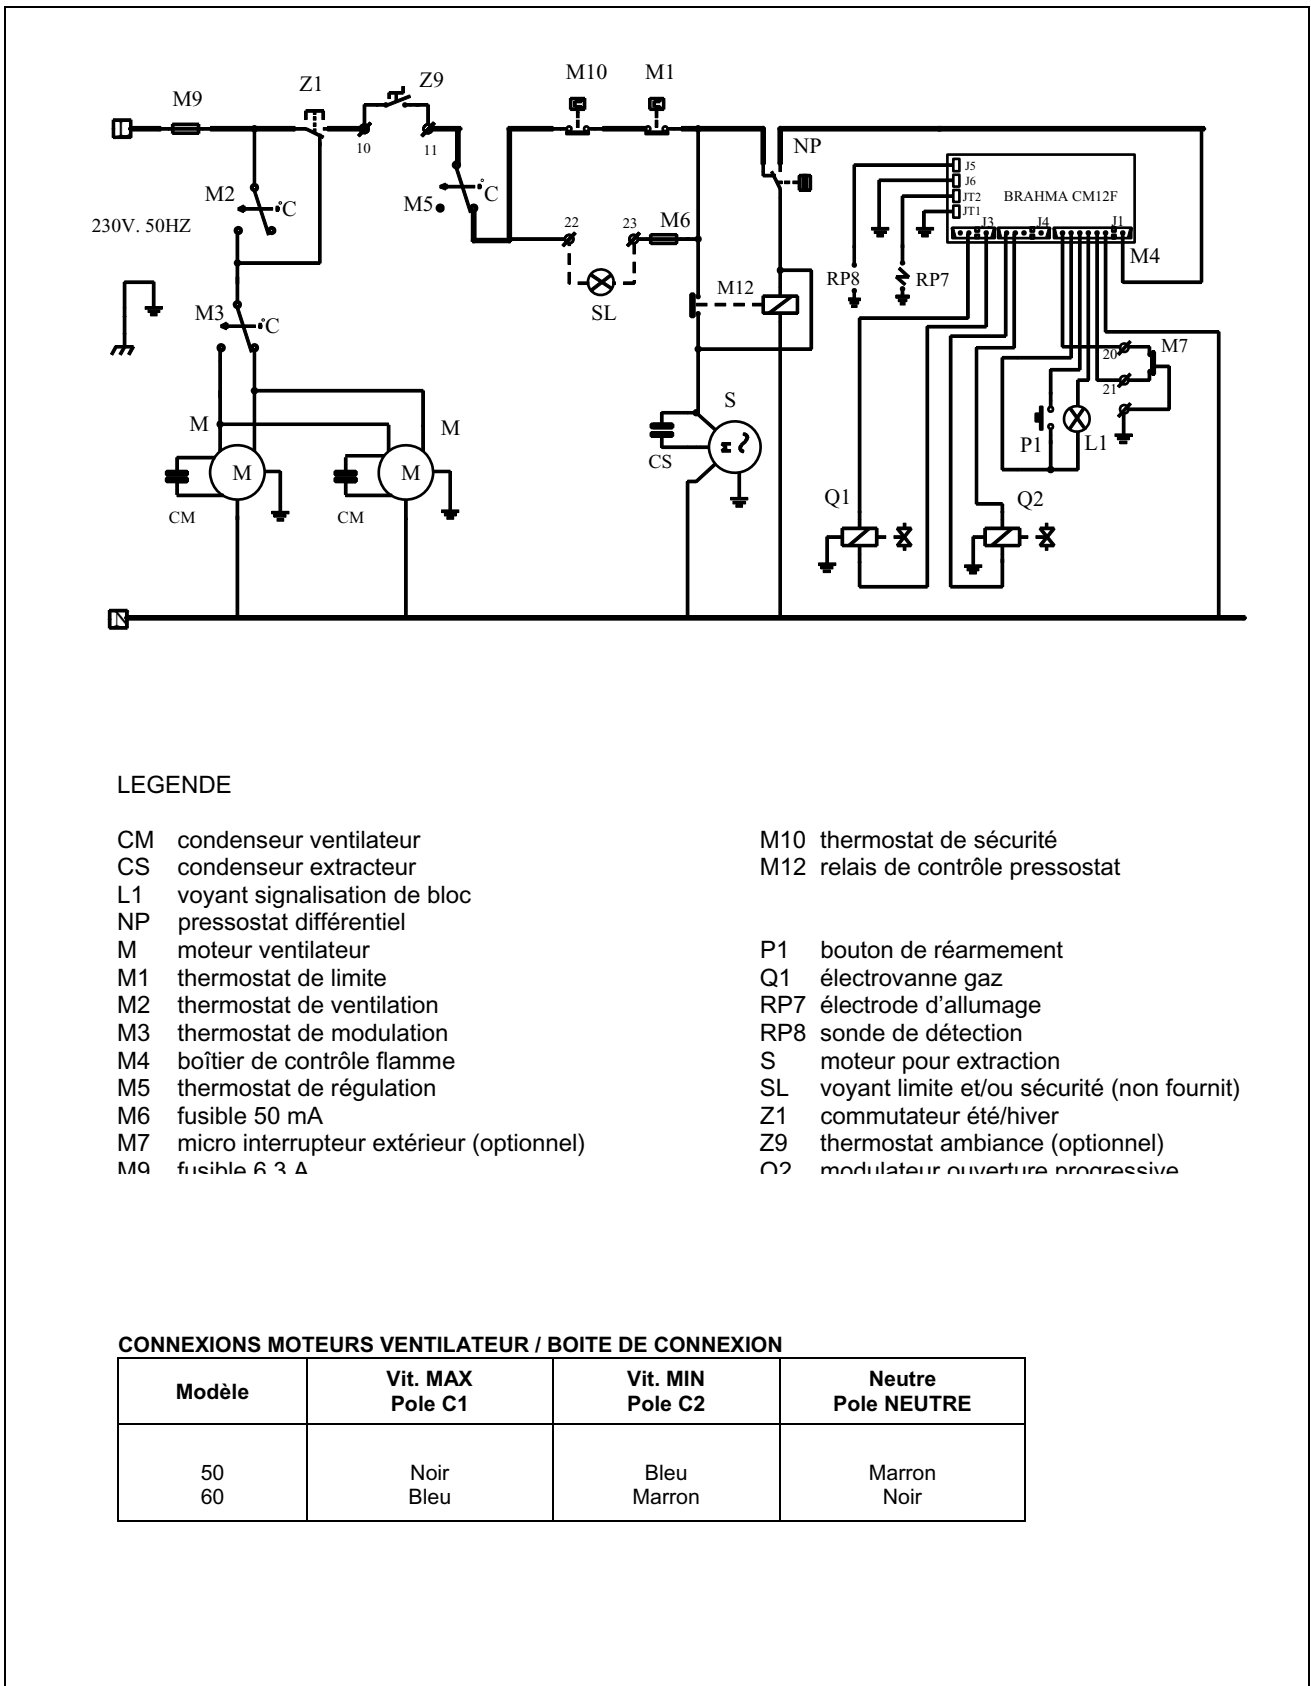 M9
Z1
Z9
M10
M1
10
11
NP
M2
°C
M5
°C
230V. 50HZ
22
23
M6
J5
J6
JT2
JT1
BRAHMA CM12F
J3
J4
J1
M4
RP8
RP7
M3
°C
SL
M12
20
21
M7
M
M
S
M
M
CS
P1
L1
CM
CM
Q1
Q2
N
LEGENDE
CM condenseur ventilateur
CS condenseur extracteur
L1 voyant signalisation de bloc
NP pressostat différentiel
M moteur ventilateur
M1 thermostat de limite
M2 thermostat de ventilation
M3 thermostat de modulation
M4 boîtier de contrôle flamme
M5 thermostat de régulation
M6 fusible 50 mA
M7 micro interrupteur extérieur (optionnel)
M9 fusible 6,3 A
M10 thermostat de sécurité
M12 relais de contrôle pressostat
P1 bouton de réarmement
Q1 électrovanne gaz
RP7 électrode d'allumage
RP8 sonde de détection
S moteur pour extraction
SL voyant limite et/ou sécurité (non fournit)
Z1 commutateur été/hiver
Z9 thermostat ambiance (optionnel)
Q2 modulateur ouverture progressive
CONNEXIONS MOTEURS VENTILATEUR / BOITE DE CONNEXION
Modèle Vit. MAX Pole C1 Vit. MIN Pole C2 Neutre Pole NEUTRE
50 Noir Bleu Marron
60 Bleu Marron Noir